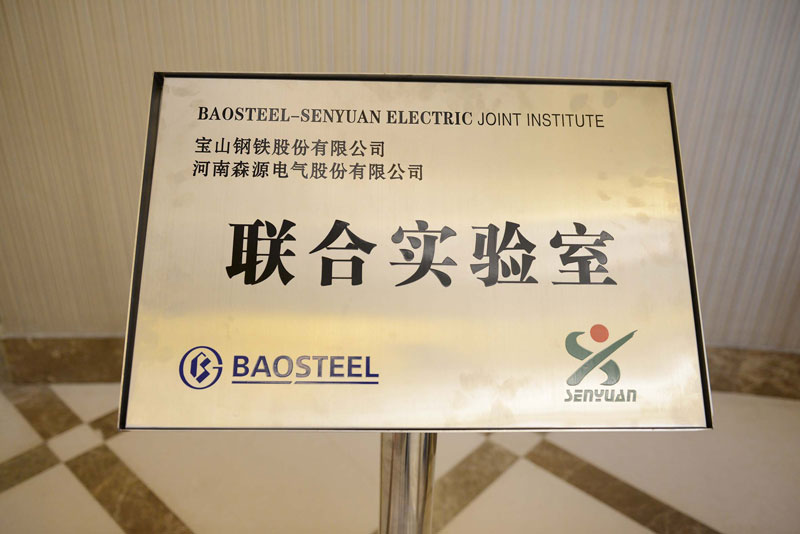 BAOSTEEL-SENYUAN ELECTRIC JOINT INSTITUTE
宝山钢铁股份有限公司
河南森源电气股份有限公司
联合实验室
BAOSTEEL
SENYUAN